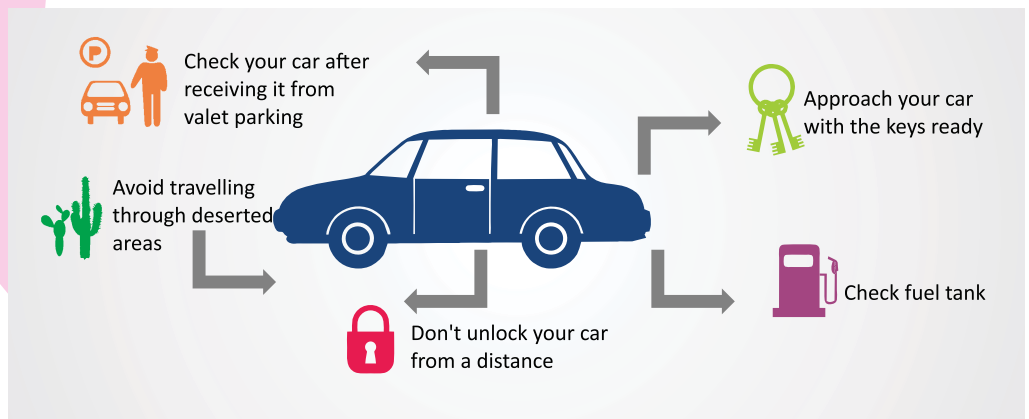 P
Check your car after
receiving it from
valet parking
Approach your car
with the keys ready
Avoid travelling
through deserted
areas
Check fuel tank
Don't unlock your car
from a distance